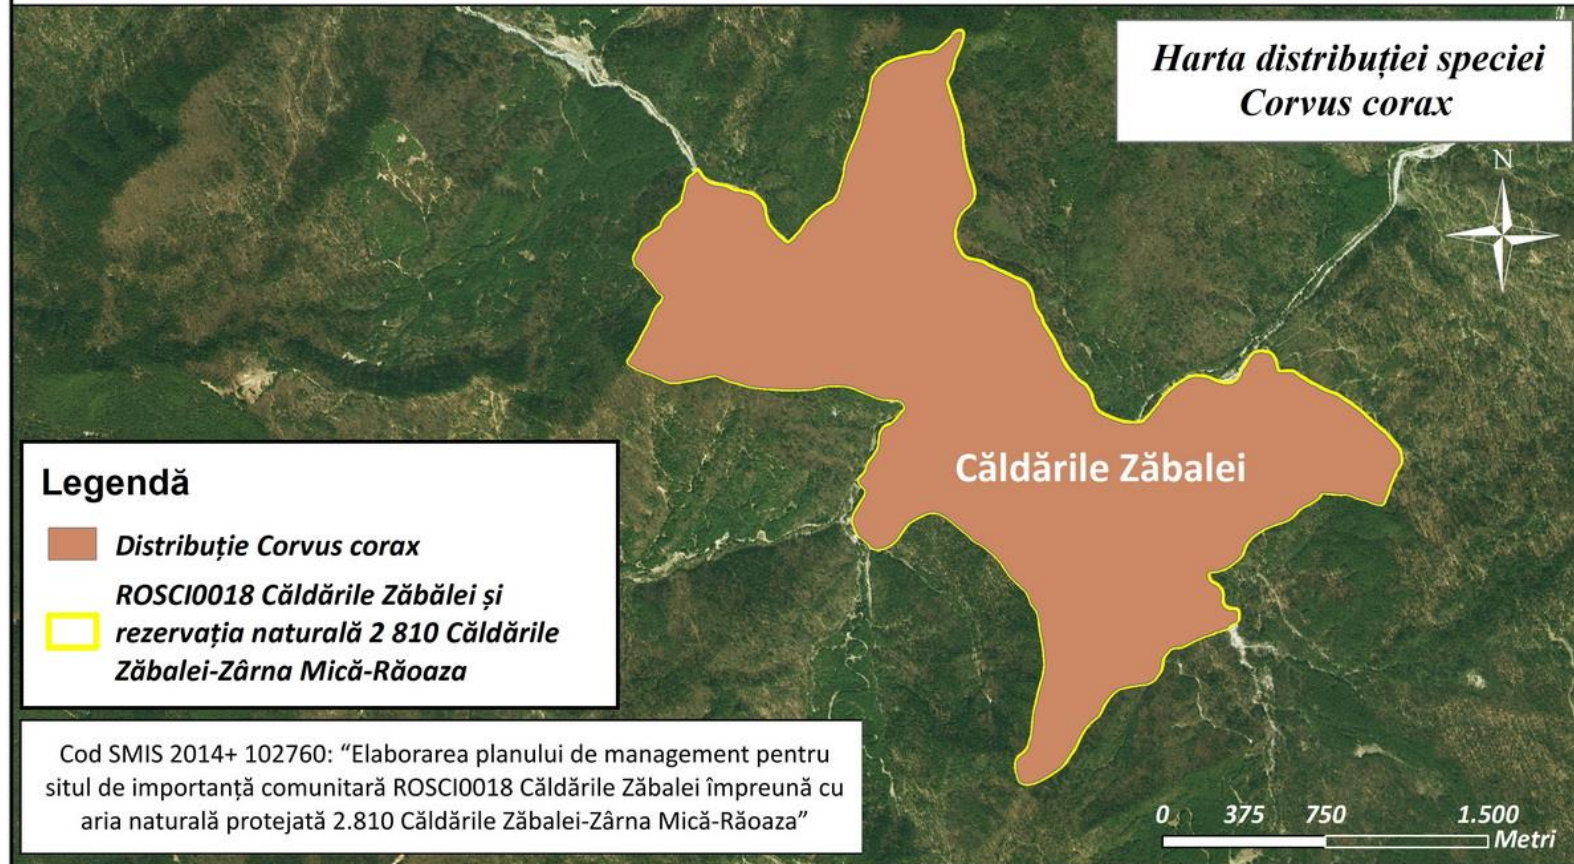 Harta distribuției speciei
Corvus corax
N
Căldările Zăbalei
Legendă
Distribuție Corvus corax
ROSCI0018 Căldările Zăbălei și
rezervația naturală 2 810 Căldările
Zăbalei-Zârna Mică-Răoaza
Cod SMIS 2014+ 102760: “Elaborarea planului de management pentru
situl de importanță comunitară ROSCI0018 Căldările Zăbalei împreună cu
aria naturală protejată 2.810 Căldările Zăbalei-Zârna Mică-Răoaza”
0 375 750 1.500
Metri